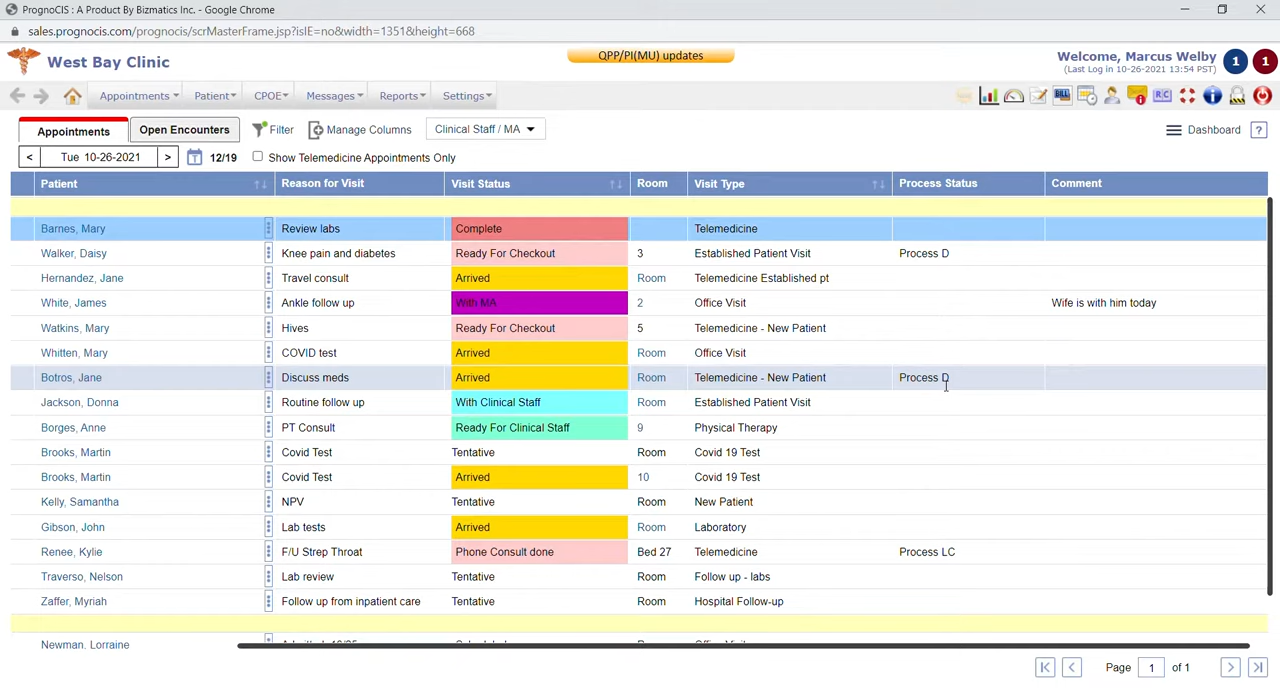 PrognoCIS : A Product By Bizmatics Inc. - Google Chrome
sales.prognocis.com/prognocis/scrMasterFrame.jsp?isIE=no&width=1351&height=668
West Bay Clinic
QPP/PI(MU) updates
Welcome, Marcus Welby
(Last Log in 10-26-2021 13:54 PST)
1 1
Appointments Patient CPOE Messages Reports Settings
BILL R C
Appointments Open Encounters Filter Manage Columns Clinical Staff / MA Dashboard ?
< Tue 10-26-2021 > 12/19 Show Telemedicine Appointments Only
Patient Reason for Visit Visit Status Room Visit Type Process Status Comment
Barnes, Mary Review labs Complete Telemedicine
Walker, Daisy Knee pain and diabetes Ready For Checkout 3 Established Patient Visit Process D
Hernandez, Jane Travel consult Arrived Room Telemedicine Established pt
White, James Ankle follow up With MA 2 Office Visit Wife is with him today
Watkins, Mary Hives Ready For Checkout 5 Telemedicine - New Patient
Whitten, Mary COVID test Arrived Room Office Visit
Botros, Jane Discuss meds Arrived Room Telemedicine - New Patient Process D
Jackson, Donna Routine follow up With Clinical Staff Room Established Patient Visit
Borges, Anne PT Consult Ready For Clinical Staff 9 Physical Therapy
Brooks, Martin Covid Test Tentative Room Covid 19 Test
Brooks, Martin Covid Test Arrived 10 Covid 19 Test
Kelly, Samantha NPV Tentative Room New Patient
Gibson, John Lab tests Arrived Room Laboratory
Renee, Kylie F/U Strep Throat Phone Consult done Bed 27 Telemedicine Process LC
Traverso, Nelson Lab review Tentative Room Follow up - labs
Zaffer, Myriah Follow up from inpatient care Tentative Room Hospital Follow-up
Newman, Lorraine
Page 1 of 1